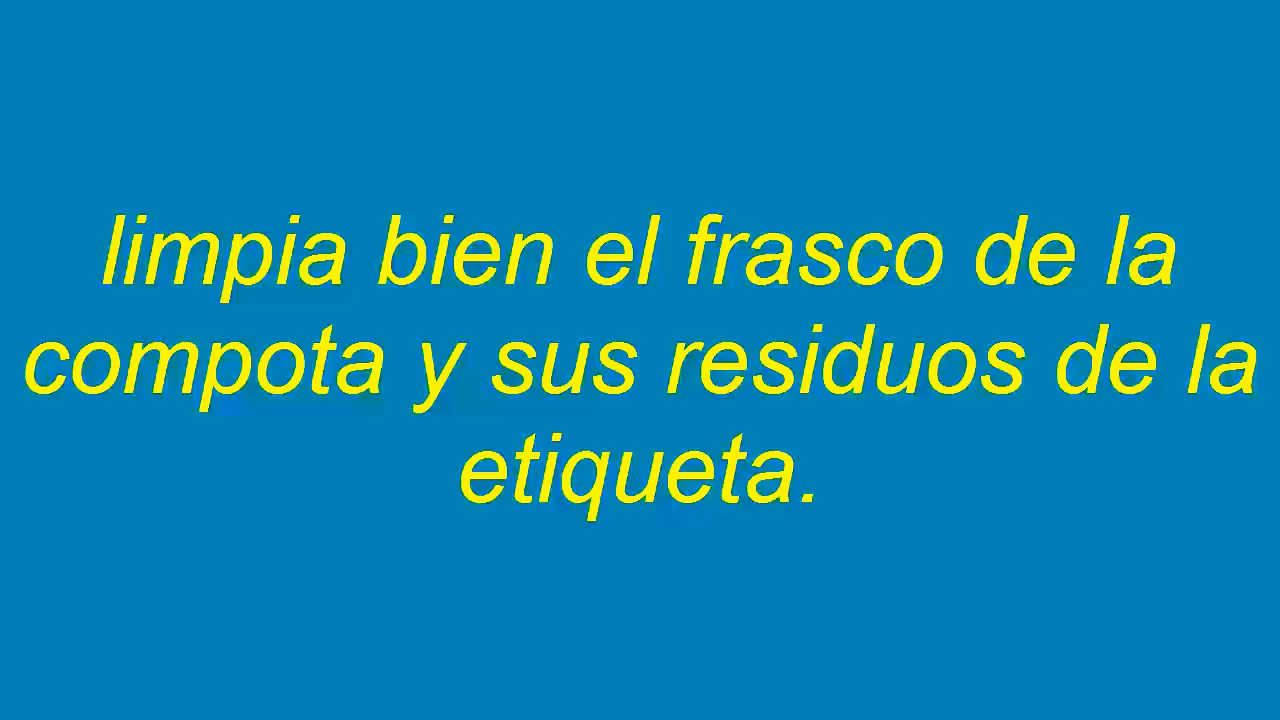 limpia bien el frasco de la
compota y sus residuos de la
etiqueta.